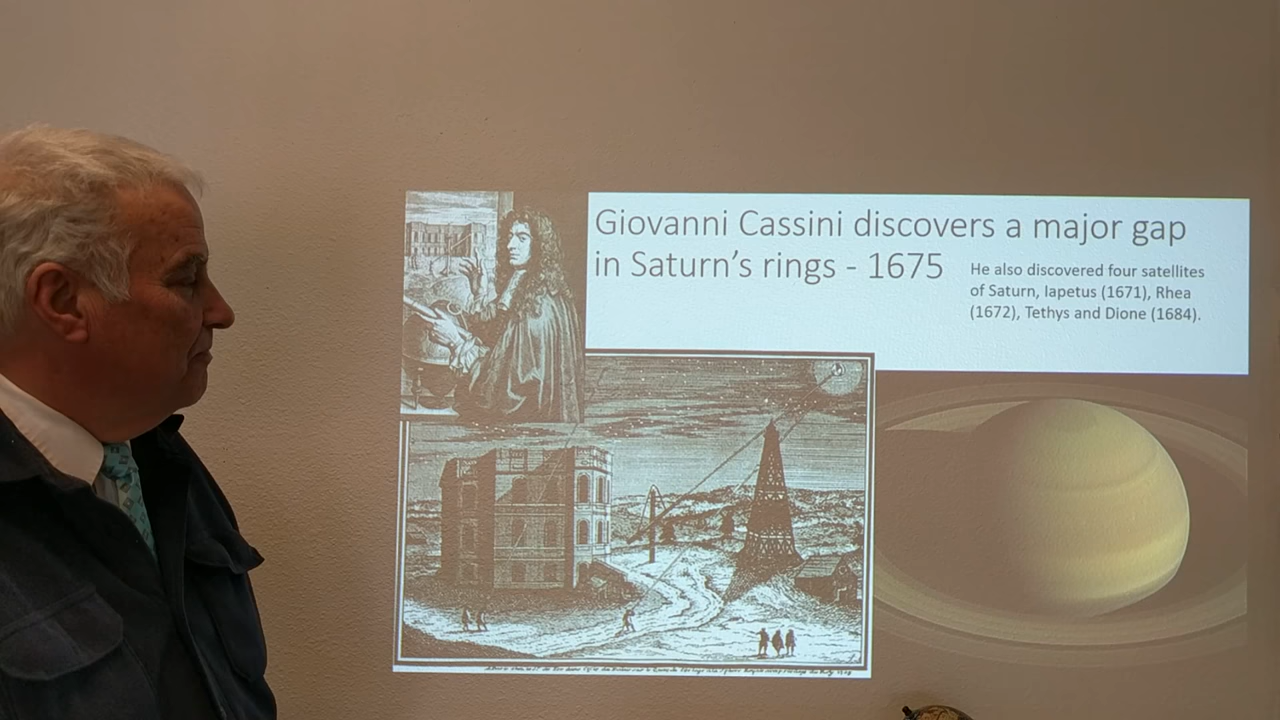 Giovanni Cassini discovers a major gap
in Saturn's rings - 1675
He also discovered four satellites
of Saturn, Iapetus (1671), Rhea
(1672), Tethys and Dione (1684).